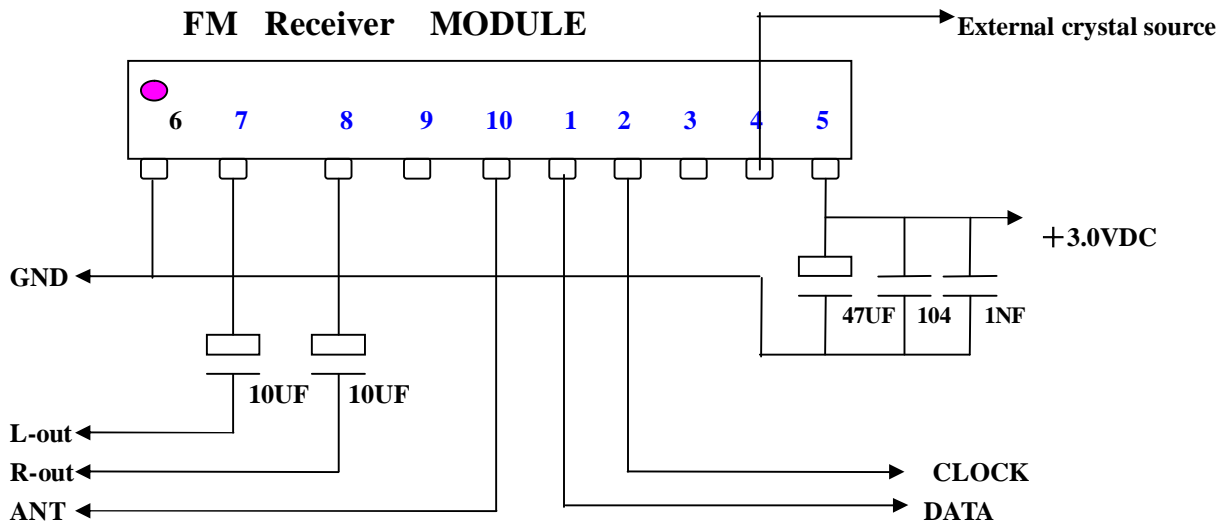 FM Receiver MODULE
External crystal source
6 7 8 9 10 1 2 3 4 5
+3.0VDC
GND
47UF 104 1NF
10UF 10UF
L-out
R-out CLOCK
ANT DATA